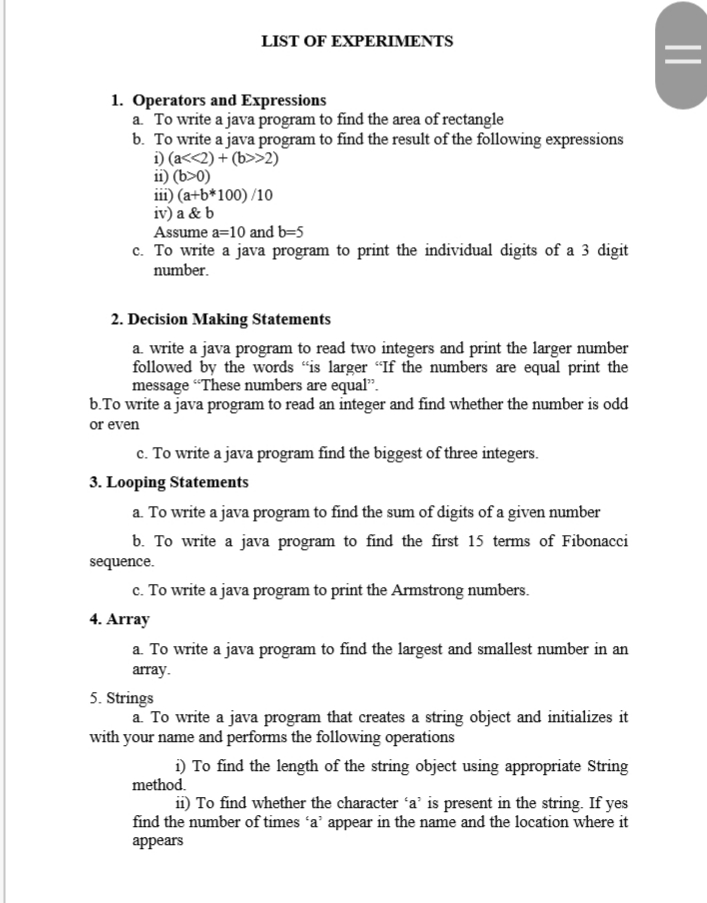 LIST OF EXPERIMENTS
1. Operators and Expressions
a. To write a java program to find the area of rectangle
b. To write a java program to find the result of the following expressions
i) (a<<2) + (b>>2)
ii) (b>0)
iii) (a+b*100) /10
iv) a & b
Assume a=10 and b=5
c. To write a java program to print the individual digits of a 3 digit
number.
2. Decision Making Statements
a. write a java program to read two integers and print the larger number
followed by the words “is larger “If the numbers are equal print the
message “These numbers are equal”.
b.To write a java program to read an integer and find whether the number is odd
or even
c. To write a java program find the biggest of three integers.
3. Looping Statements
a. To write a java program to find the sum of digits of a given number
b. To write a java program to find the first 15 terms of Fibonacci
sequence.
c. To write a java program to print the Armstrong numbers.
4. Array
a. To write a java program to find the largest and smallest number in an
array.
5. Strings
a. To write a java program that creates a string object and initializes it
with your name and performs the following operations
i) To find the length of the string object using appropriate String
method.
ii) To find whether the character ‘a’ is present in the string. If yes
find the number of times ‘a’ appear in the name and the location where it
appears